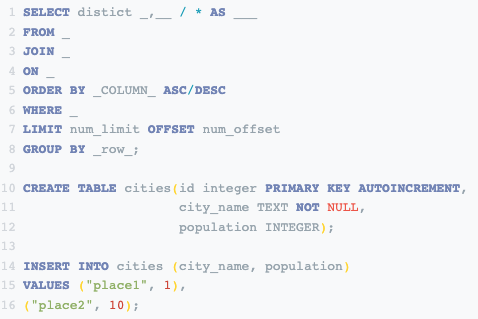 1 SELECT distict _,__ / * AS ___
2 FROM _
3 JOIN _
4 ON _
5 ORDER BY _COLUMN_ ASC/DESC
6 WHERE _
7 LIMIT num_limit OFFSET num_offset
8 GROUP BY _row_;
9
10 CREATE TABLE cities(id integer PRIMARY KEY AUTOINCREMENT,
11 city_name TEXT NOT NULL,
12 population INTEGER);
13
14 INSERT INTO cities (city_name, population)
15 VALUES ("place1", 1),
16 ("place2", 10);